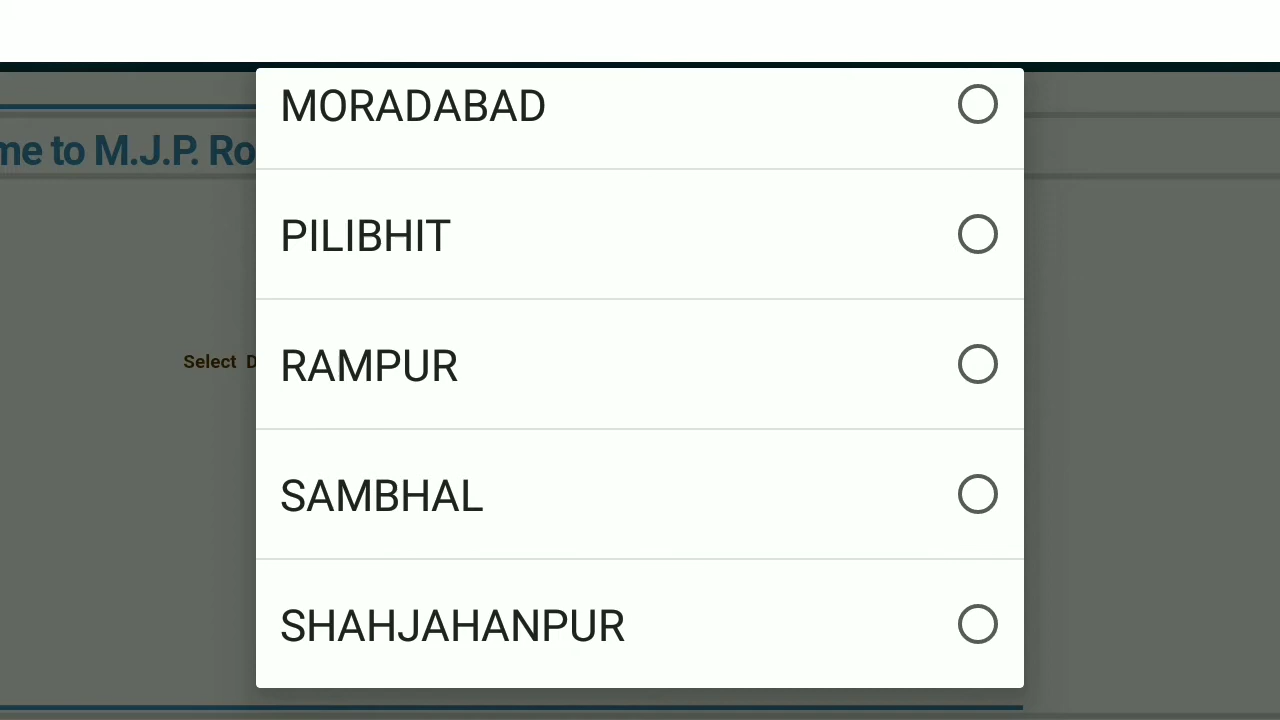 MORADABAD
me to M.J.P. Ro
PILIBHIT
Select D
RAMPUR
SAMBHAL
SHAHJAHANPUR